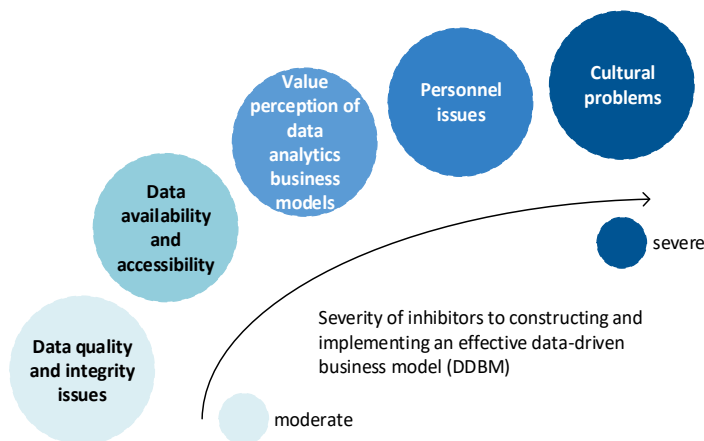 Cultural
problems
Personnel
issues
Value
perception of
data
analytics
business
models
Data
availability
and
accessibility
Data quality
and integrity
issues
severe
Severity of inhibitors to constructing and
implementing an effective data-driven
business model (DDBM)
moderate